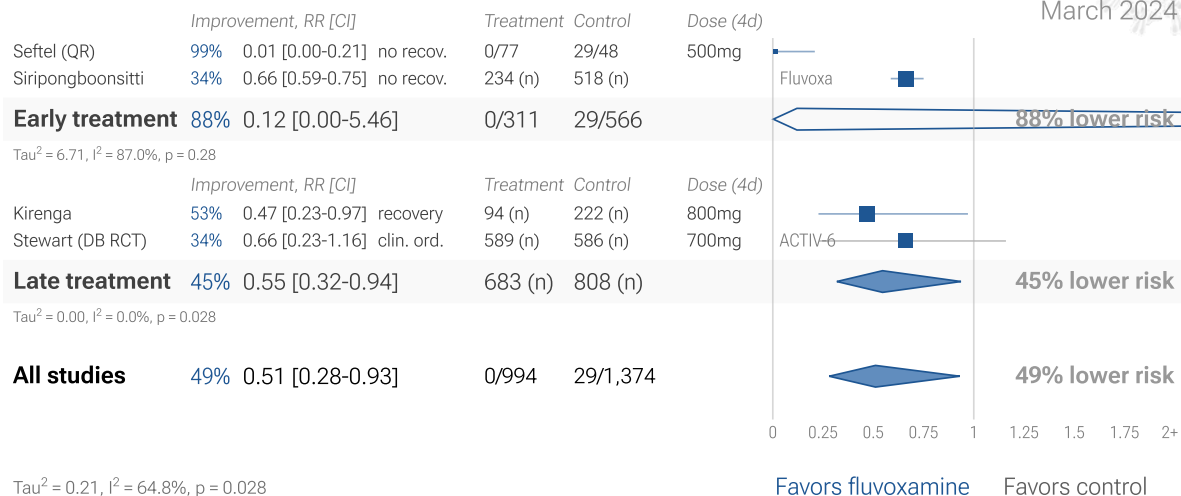 March 2024
Improvement, RR [CI] Treatment Control Dose (4d)
Seftel (QR) 99% 0.01 [0.00-0.21] no recov. 0/77 29/48 500mg
Siripongboonsitti 34% 0.66 [0.59-0.75] no recov. 234 (n) 518 (n) Fluvoxa
Early treatment 88% 0.12 [0.00-5.46] 0/311 29/566 88% lower risk
Tau² = 6.71, I² = 87.0%, p = 0.28
Improvement, RR [CI] Treatment Control Dose (4d)
Kirenga 53% 0.47 [0.23-0.97] recovery 94 (n) 222 (n) 800mg
Stewart (DB RCT) 34% 0.66 [0.23-1.16] clin. ord. 589 (n) 586 (n) 700mg ACTIV-6
Late treatment 45% 0.55 [0.32-0.94] 683 (n) 808 (n) 45% lower risk
Tau² = 0.00, I² = 0.0%, p = 0.028
All studies 49% 0.51 [0.28-0.93] 0/994 29/1,374 49% lower risk
0 0.25 0.5 0.75 1 1.25 1.5 1.75 2+
Tau² = 0.21, I² = 64.8%, p = 0.028 Favors fluvoxamine Favors control